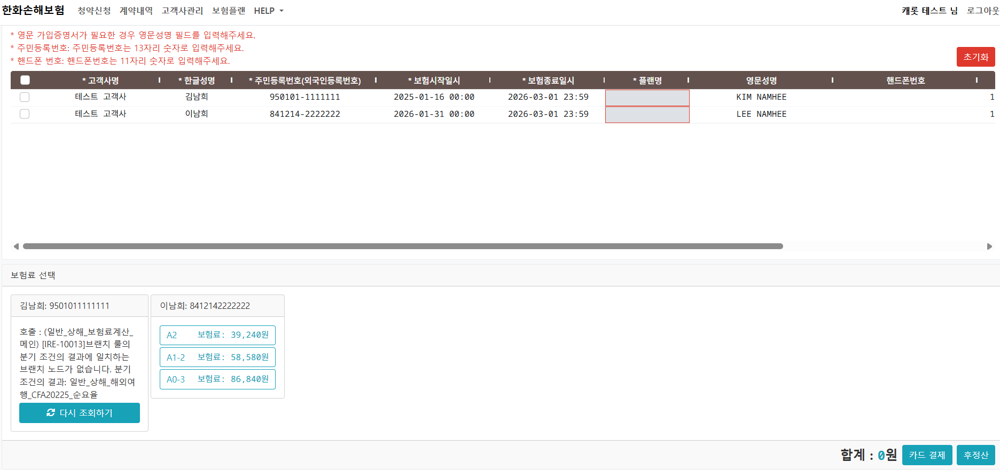 한화손해보험 청약신청 계약내역 고객사관리 보험플랜 HELP 캐롯 테스트 님 로그아웃
* 영문 가입증명서가 필요한 경우 영문성명 필드를 입력해주세요.
* 주민등록번호: 주민등록번호는 13자리 숫자로 입력해주세요.
* 핸드폰 번호: 핸드폰번호는 11자리 숫자로 입력해주세요.
초기화
* 고객사명 * 한글성명 * 주민등록번호(외국인등록번호) * 보험시작일시 * 보험종료일시 * 플랜명 영문성명 핸드폰번호
테스트 고객사 김남희 950101-1111111 2025-01-16 00:00 2026-03-01 23:59 KIM NAMHEE 1
테스트 고객사 이남희 841214-2222222 2026-01-31 00:00 2026-03-01 23:59 LEE NAMHEE 1
보험료 선택
김남희: 9501011111111
호출 : (일반_상해_보험료계산_
메인) [IRE-10013]브랜치 룰의
분기 조건의 결과에 일치하는
브랜치 노드가 없습니다. 분기
조건의 결과: 일반_상해_해외여
행_CFA20225_순요율
다시 조회하기
이남희: 8412142222222
A2 보험료: 39,240원
A1-2 보험료: 58,580원
A0-3 보험료: 86,840원
합계 : 0원 카드 결제 후정산